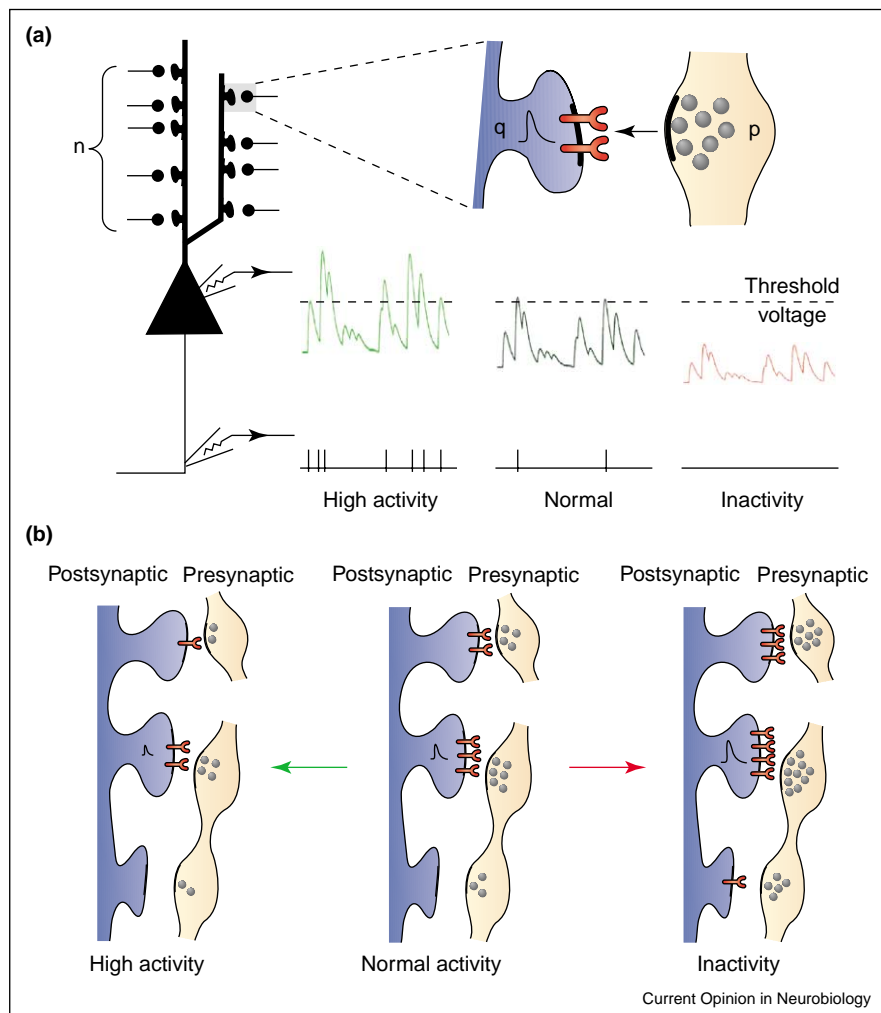 (a)
n
q
p
Threshold
voltage
High activity
Normal
Inactivity
(b)
Postsynaptic
Presynaptic
Postsynaptic
Presynaptic
Postsynaptic
Presynaptic
High activity
Normal activity
Inactivity
Current Opinion in Neurobiology